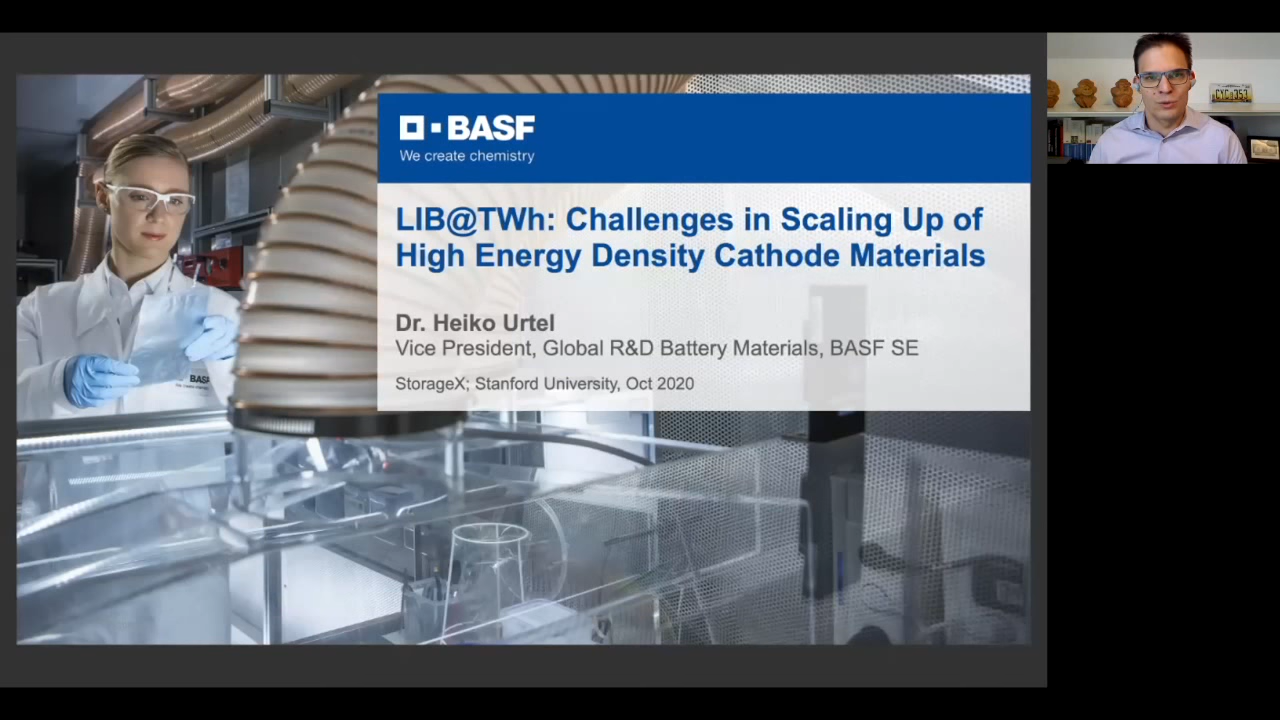 BASF
We create chemistry
LIB@TWh: Challenges in Scaling Up of
High Energy Density Cathode Materials
Dr. Heiko Urtel
Vice President, Global R&D Battery Materials, BASF SE
StorageX; Stanford University, Oct 2020
BASF